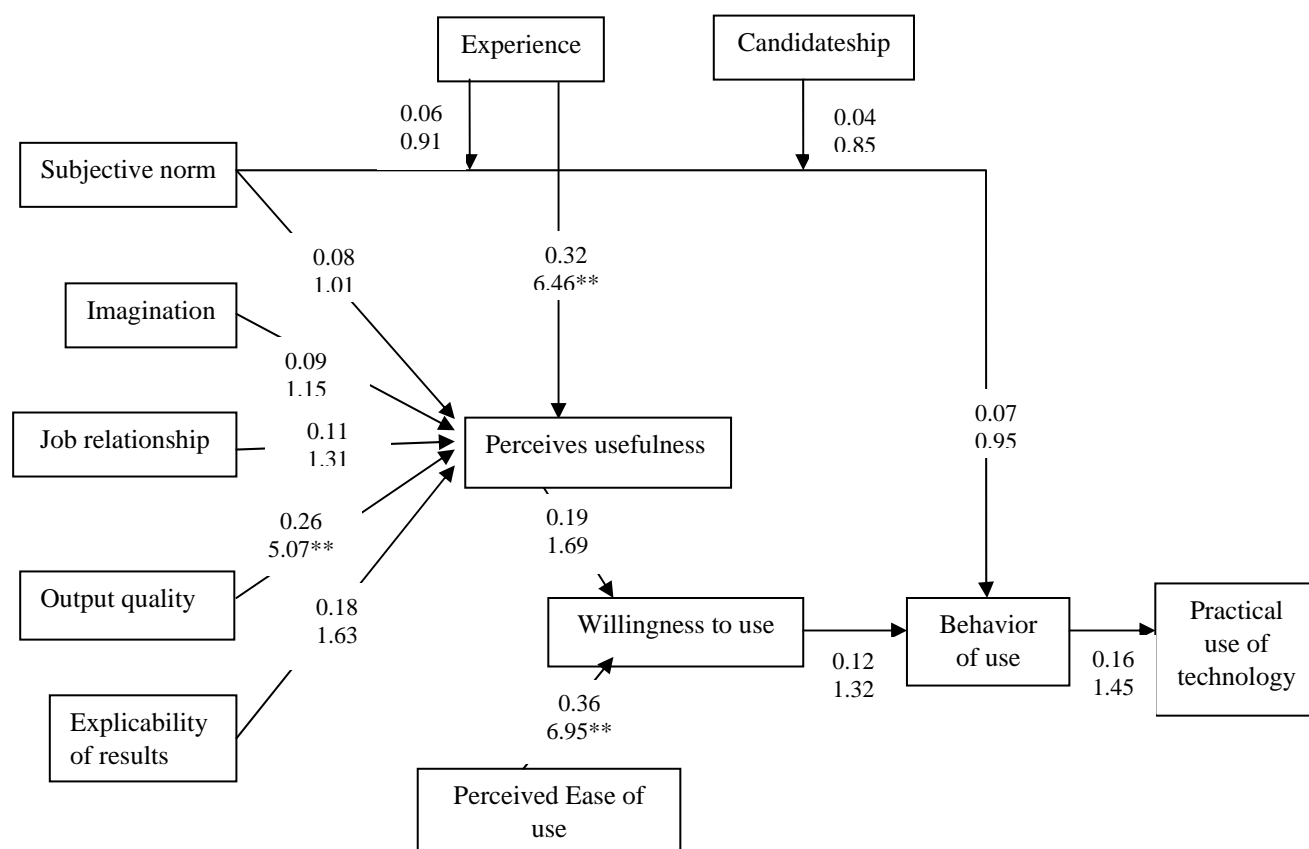 Experience
Candidateship
0.06
0.91
0.04
0.85
Subjective norm
0.08
1.01
0.32
6.46**
Imagination
0.09
1.15
Job relationship
0.11
1.31
Perceives usefulness
0.07
0.95
0.26
5.07**
0.19
1.69
Output quality
0.18
1.63
Willingness to use
0.12
1.32
Behavior
of use
0.16
1.45
Practical
use of
technology
Explicability
of results
0.36
6.95**
Perceived Ease of
use